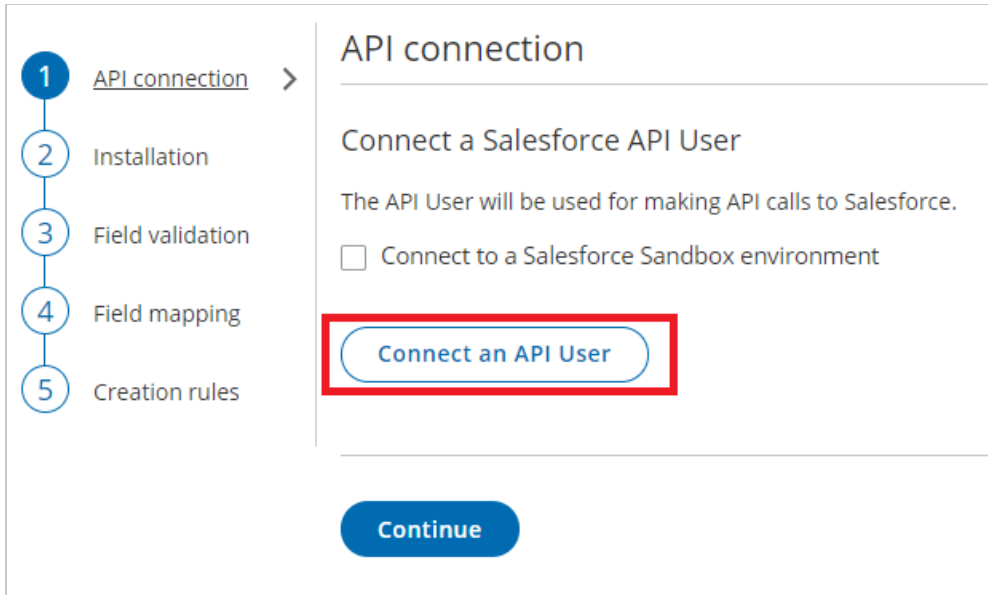 1 API connection
2 Installation
3 Field validation
4 Field mapping
5 Creation rules
API connection
Connect a Salesforce API User
The API User will be used for making API calls to Salesforce.
Connect to a Salesforce Sandbox environment
Connect an API User
Continue